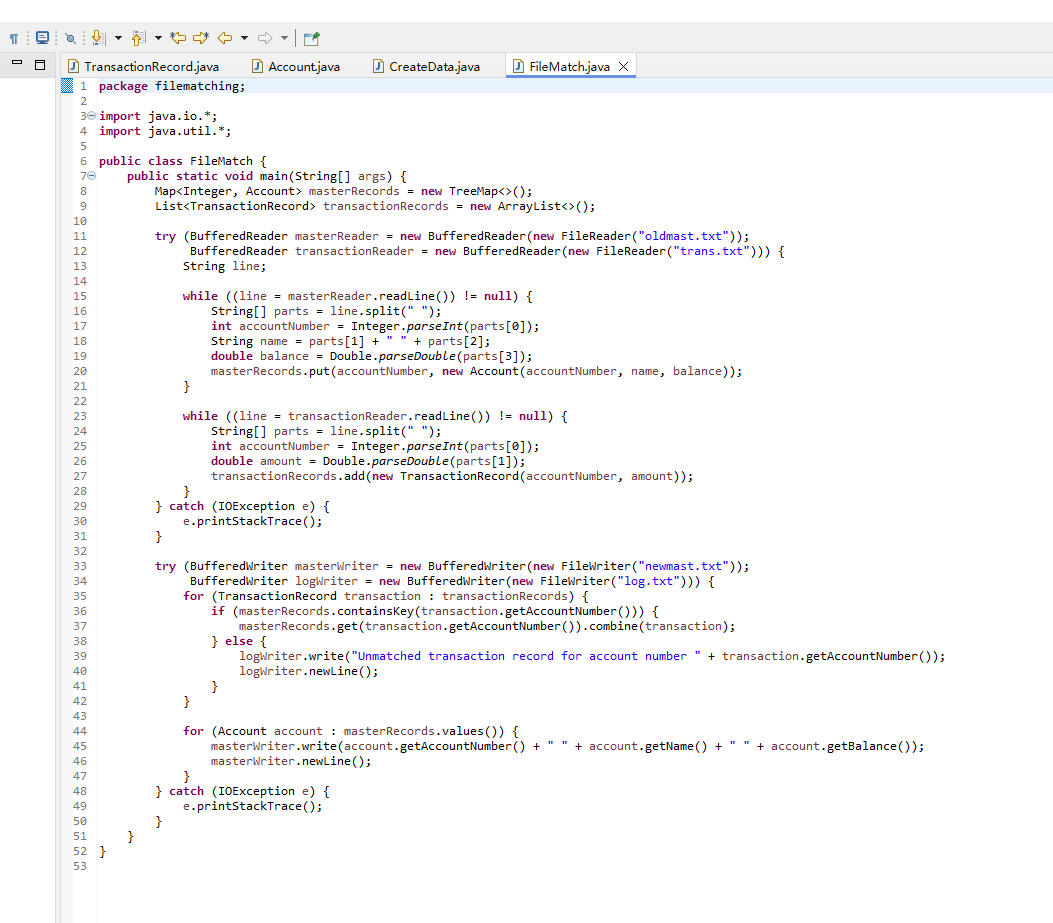 TransactionRecord.java Account.java CreateData.java FileMatch.java
1 package filematching;
2
3 import java.io.*;
4 import java.util.*;
5
6 public class FileMatch {
7     public static void main(String[] args) {
8         Map<Integer, Account> masterRecords = new TreeMap<>();
9         List<TransactionRecord> transactionRecords = new ArrayList<>();
10
11         try (BufferedReader masterReader = new BufferedReader(new FileReader("oldmast.txt"));
12              BufferedReader transactionReader = new BufferedReader(new FileReader("trans.txt"))) {
13             String line;
14
15             while ((line = masterReader.readLine()) != null) {
16                 String[] parts = line.split(" ");
17                 int accountNumber = Integer.parseInt(parts[0]);
18                 String name = parts[1] + " " + parts[2];
19                 double balance = Double.parseDouble(parts[3]);
20                 masterRecords.put(accountNumber, new Account(accountNumber, name, balance));
21             }
22
23             while ((line = transactionReader.readLine()) != null) {
24                 String[] parts = line.split(" ");
25                 int accountNumber = Integer.parseInt(parts[0]);
26                 double amount = Double.parseDouble(parts[1]);
27                 transactionRecords.add(new TransactionRecord(accountNumber, amount));
28             }
29         } catch (IOException e) {
30             e.printStackTrace();
31         }
32
33         try (BufferedWriter masterWriter = new BufferedWriter(new FileWriter("newmast.txt"));
34              BufferedWriter logWriter = new BufferedWriter(new FileWriter("log.txt"))) {
35             for (TransactionRecord transaction : transactionRecords) {
36                 if (masterRecords.containsKey(transaction.getAccountNumber())) {
37                     masterRecords.get(transaction.getAccountNumber()).combine(transaction);
38                 } else {
39                     logWriter.write("Unmatched transaction record for account number " + transaction.getAccountNumber());
40                     logWriter.newLine();
41                 }
42             }
43
44             for (Account account : masterRecords.values()) {
45                 masterWriter.write(account.getAccountNumber() + " " + account.getName() + " " + account.getBalance());
46                 masterWriter.newLine();
47             }
48         } catch (IOException e) {
49             e.printStackTrace();
50         }
51     }
52 }
53